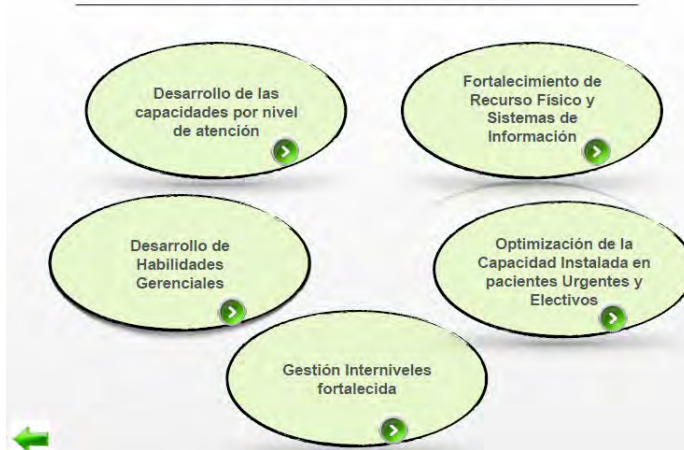 Desarrollo de las
capacidades por nivel
de atención
Fortalecimiento de
Recurso Físico y
Sistemas de
Información
Desarrollo de
Habilidades
Gerenciales
Optimización de la
Capacidad Instalada en
pacientes Urgentes y
Electivos
Gestión Interniveles
fortalecida